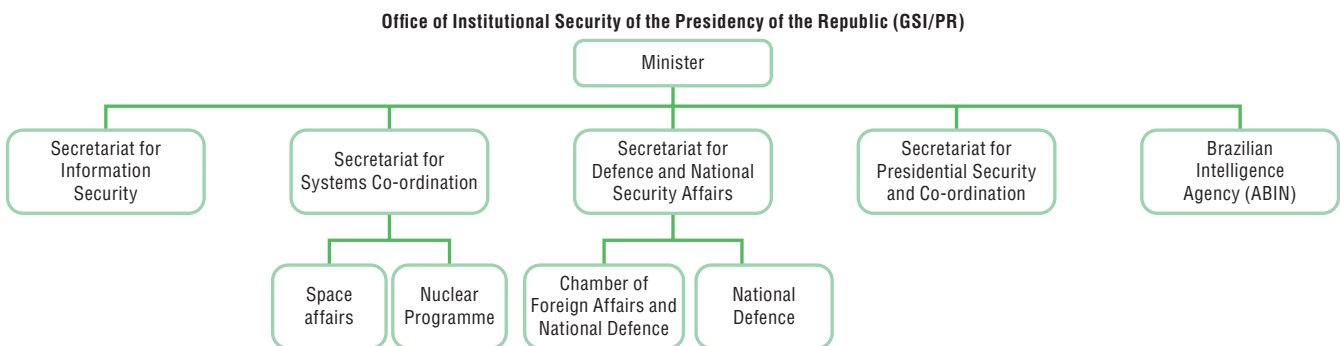 Office of Institutional Security of the Presidency of the Republic (GSI/PR)
Minister
Secretariat for
Information
Security
Secretariat for
Systems Co-ordination
Secretariat for
Defence and National
Security Affairs
Secretariat for
Presidential Security
and Co-ordination
Brazilian
Intelligence
Agency (ABIN)
Space
affairs
Nuclear
Programme
Chamber of
Foreign Affairs and
National Defence
National
Defence